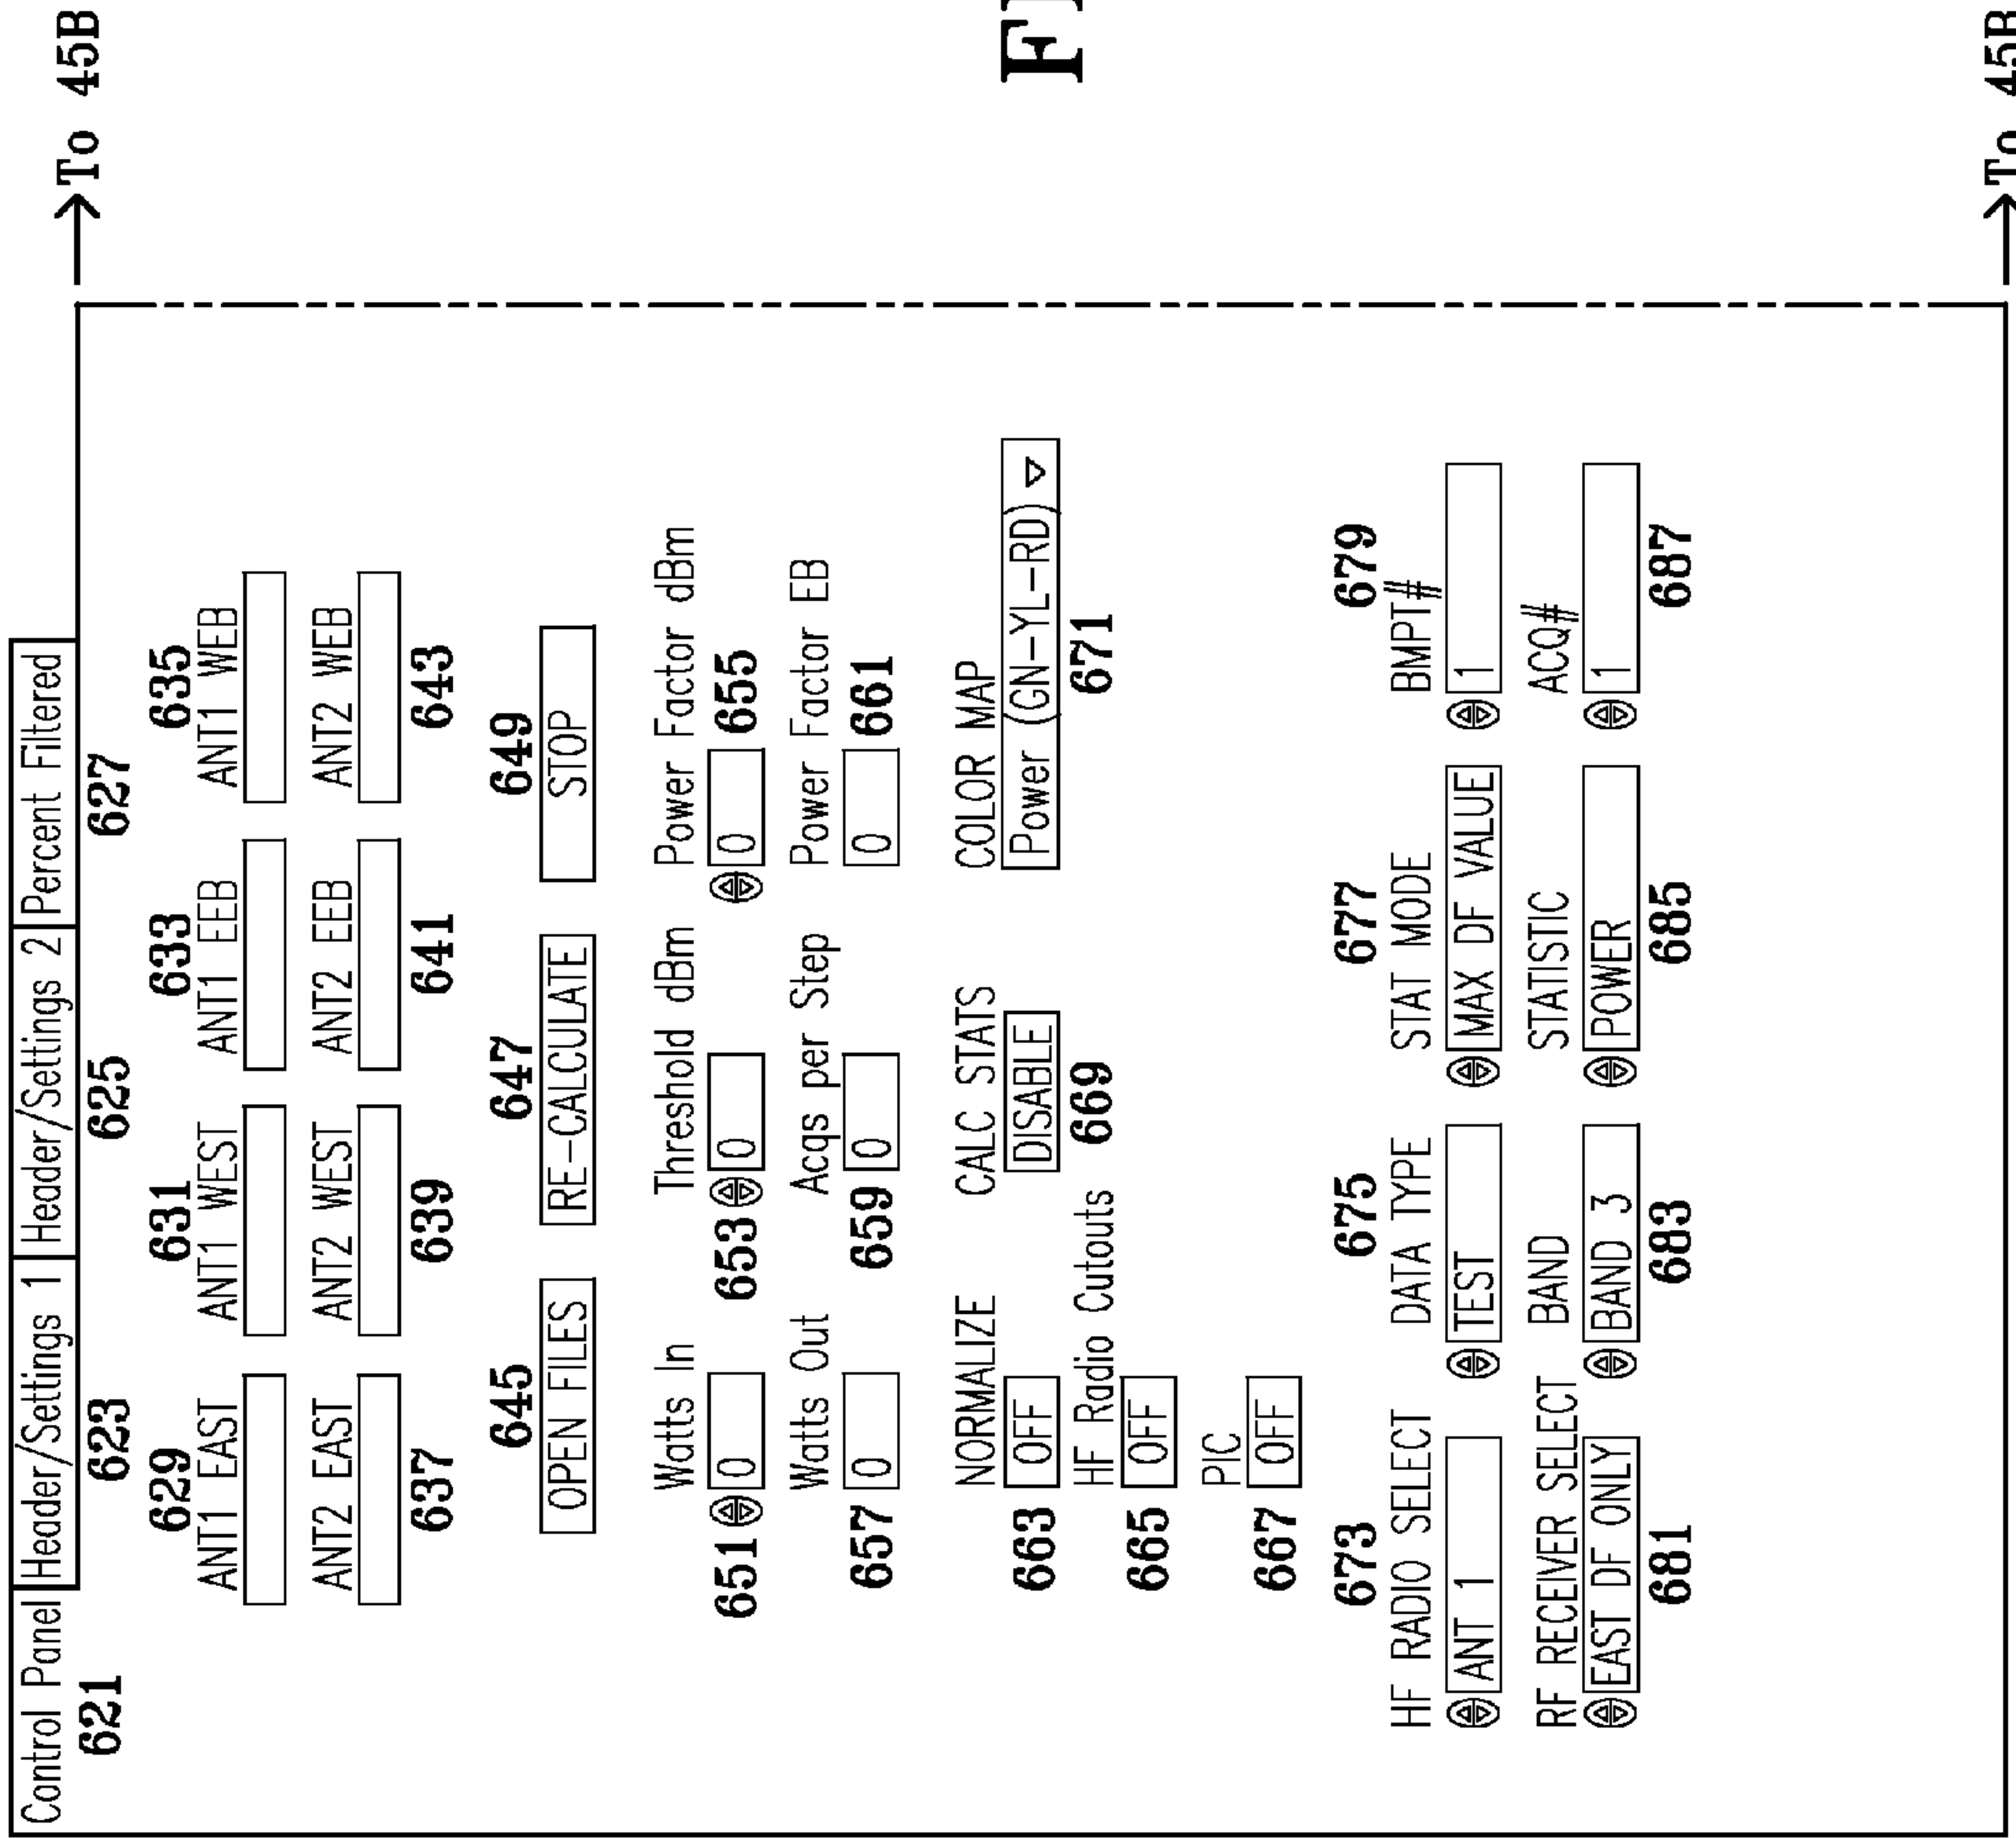 Control Panel Header/Settings 1 Header/Settings 2 Percent Filtered
→To 45B
621 623 625 627
629 631 633 635
ANT1 EAST ANT1 WEST ANT1 EEB ANT1 WEB
ANT2 EAST ANT2 WEST ANT2 EEB ANT2 WEB
637 639 641 643
645 647 649
OPEN FILES RE-CALCULATE STOP
Watts In Threshold dBm Power Factor dBm
651 0 653 0 0 655
Watts Out Acqs per Step Power Factor EB
657 0 659 0 0 661
NORMALIZE CALC STATS COLOR MAP
663 OFF DISABLE Power (GN-YL-RD)
HF Radio Cutouts 669 671
665 OFF
PIC
667 OFF
673 675 677 679
HF RADIO SELECT DATA TYPE STAT MODE BMPT#
ANT 1 TEST MAX DF VALUE 1
RF RECEIVER SELECT BAND STATISTIC ACQ#
EAST DF ONLY BAND 3 POWER 1
681 683 685 687
→To 45B